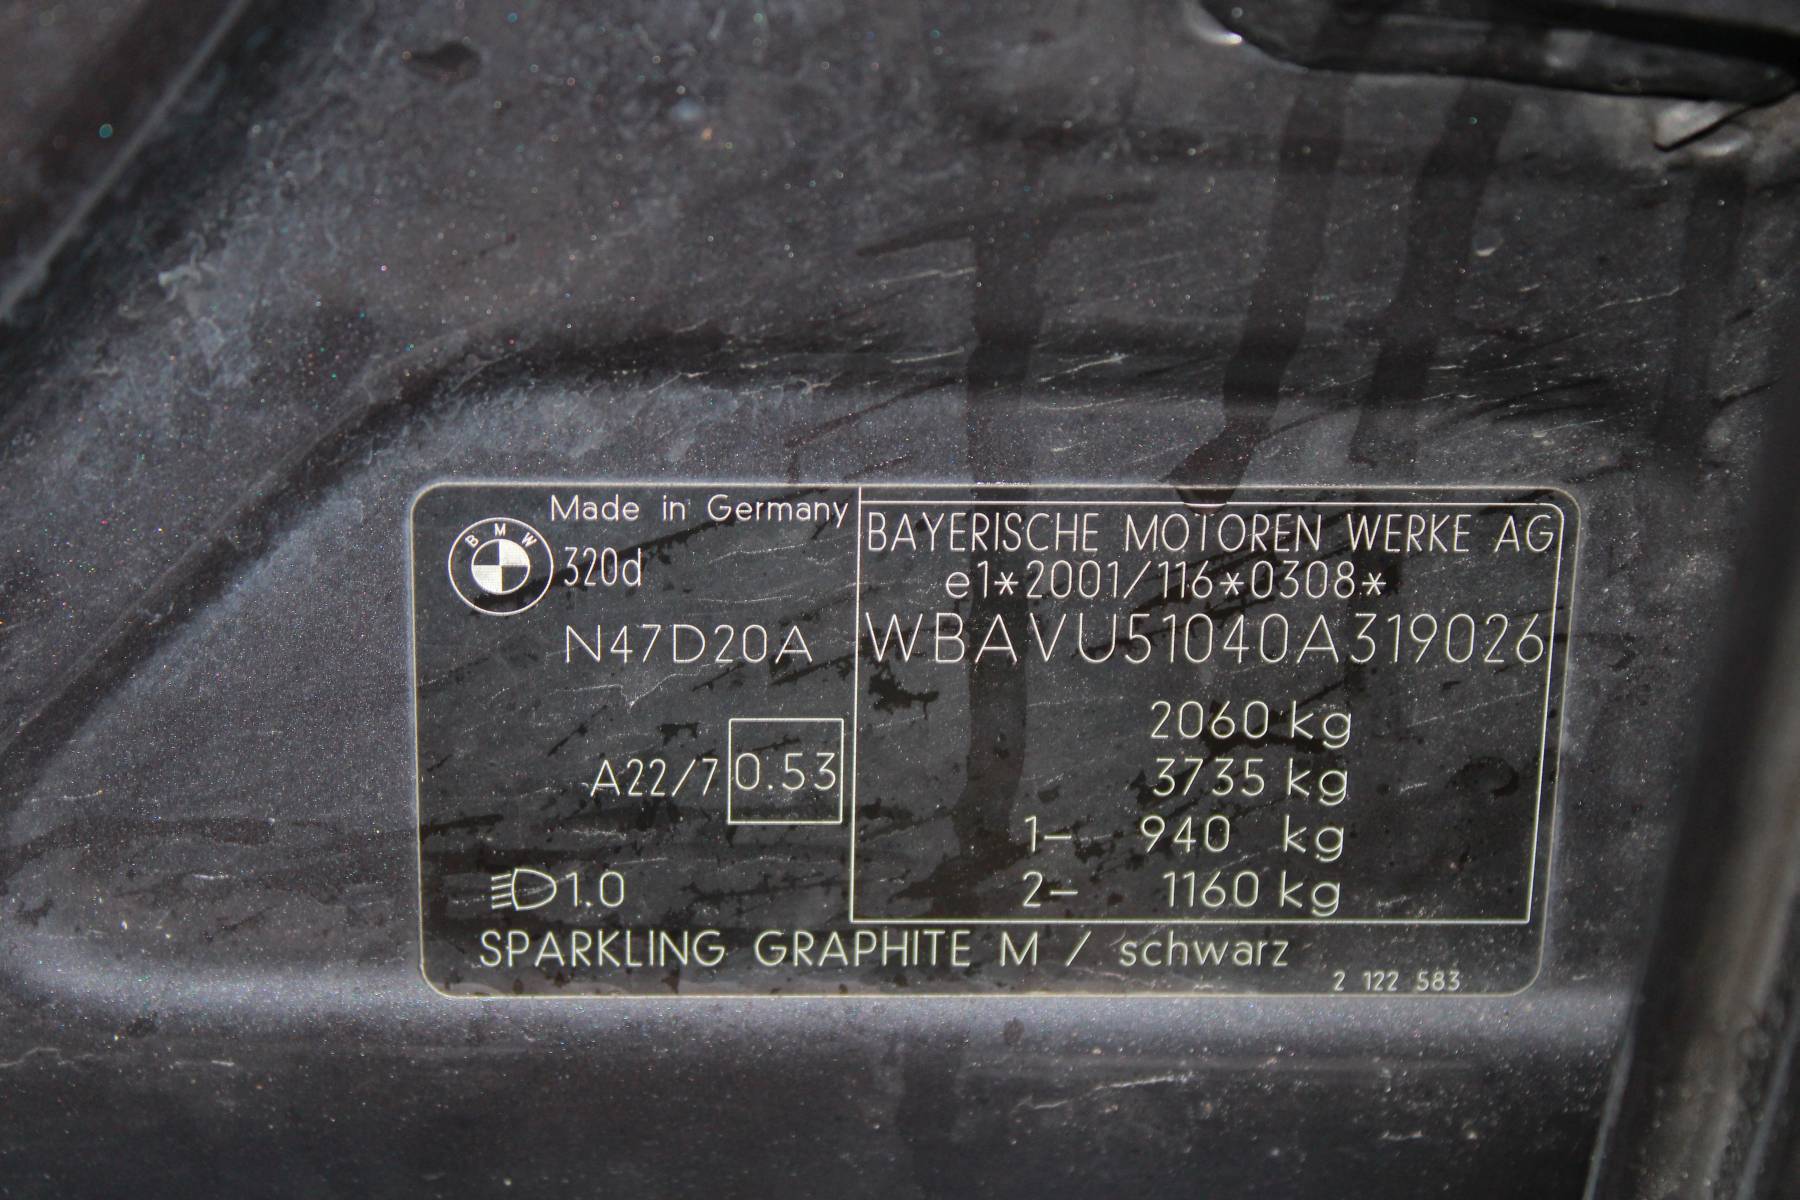 Made in Germany
BMW
320d
N47D20A
A22/7 0.53
1.0
BAYERISCHE MOTOREN WERKE AG
e1*2001/116*0308*
WBAVU51040A319026
2060 kg
3735 kg
1- 940 kg
2- 1160 kg
SPARKLING GRAPHITE M / schwarz
2 122 583